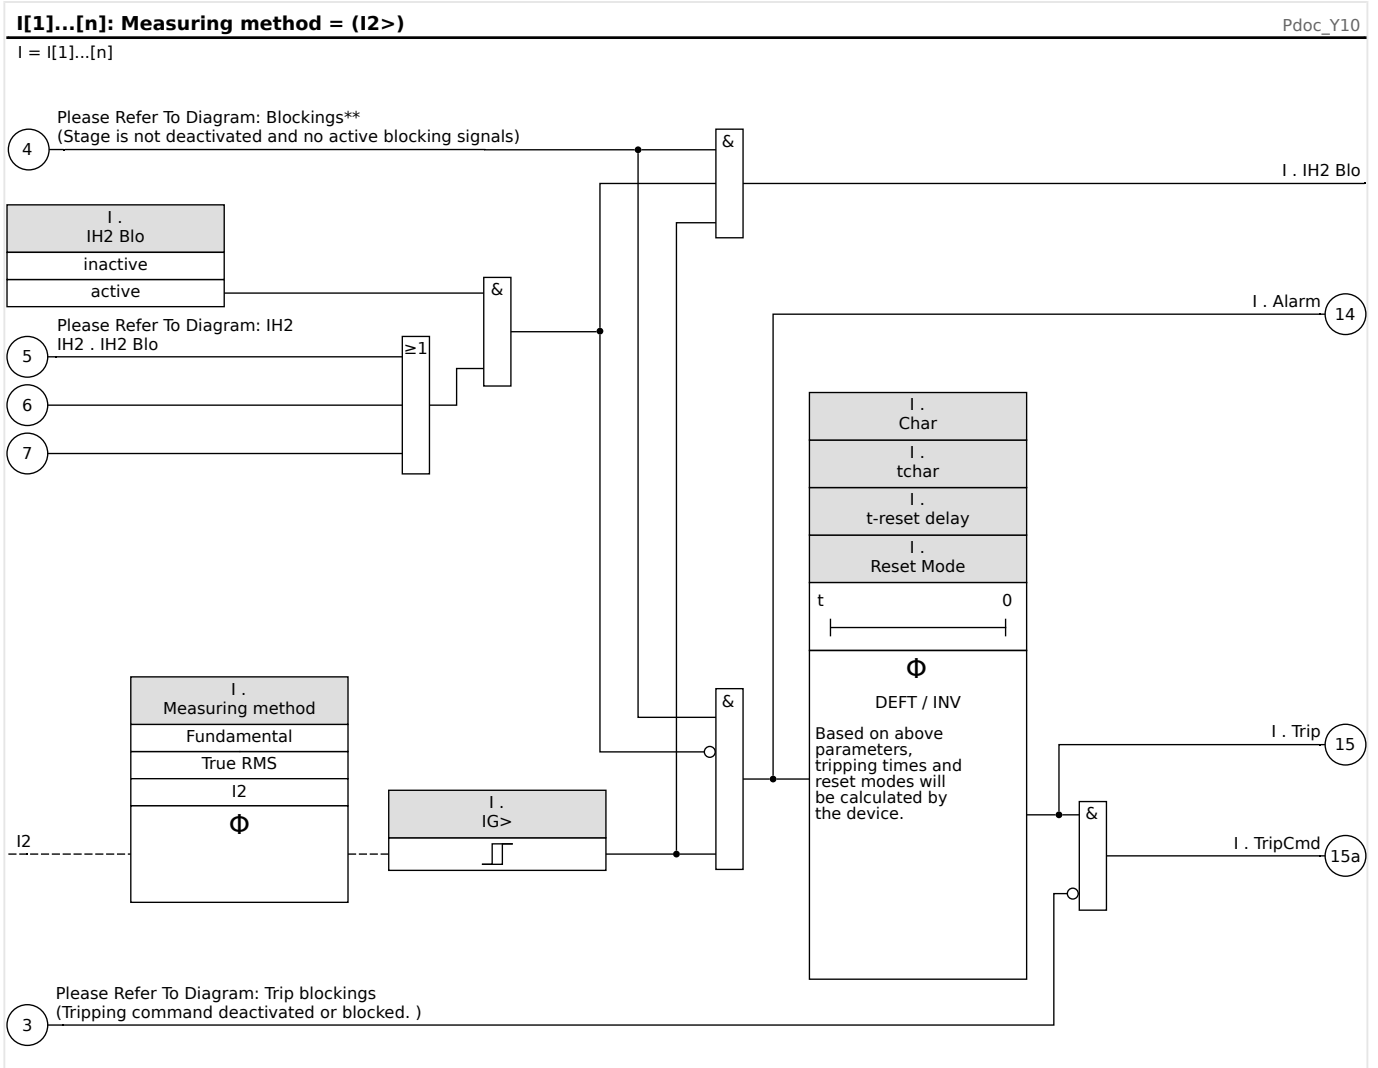 I[1]...[n]: Measuring method = (I2>)
Pdoc_Y10
I = I[1]...[n]
Please Refer To Diagram: Blockings**
(Stage is not deactivated and no active blocking signals)
4
&
I . IH2 Blo
I .
IH2 Blo
inactive
active
&
I . Alarm
14
Please Refer To Diagram: IH2
IH2 . IH2 Blo
5
≥1
6
7
I .
Char
I .
tchar
I .
t-reset delay
I .
Reset Mode
t 0
Φ
DEFT / INV
Based on above
parameters,
tripping times and
reset modes will
be calculated by
the device.
I .
Measuring method
Fundamental
True RMS
I2
Φ
I2
I .
IG>
&
I . Trip
15
&
I . TripCmd
15a
Please Refer To Diagram: Trip blockings
(Tripping command deactivated or blocked. )
3